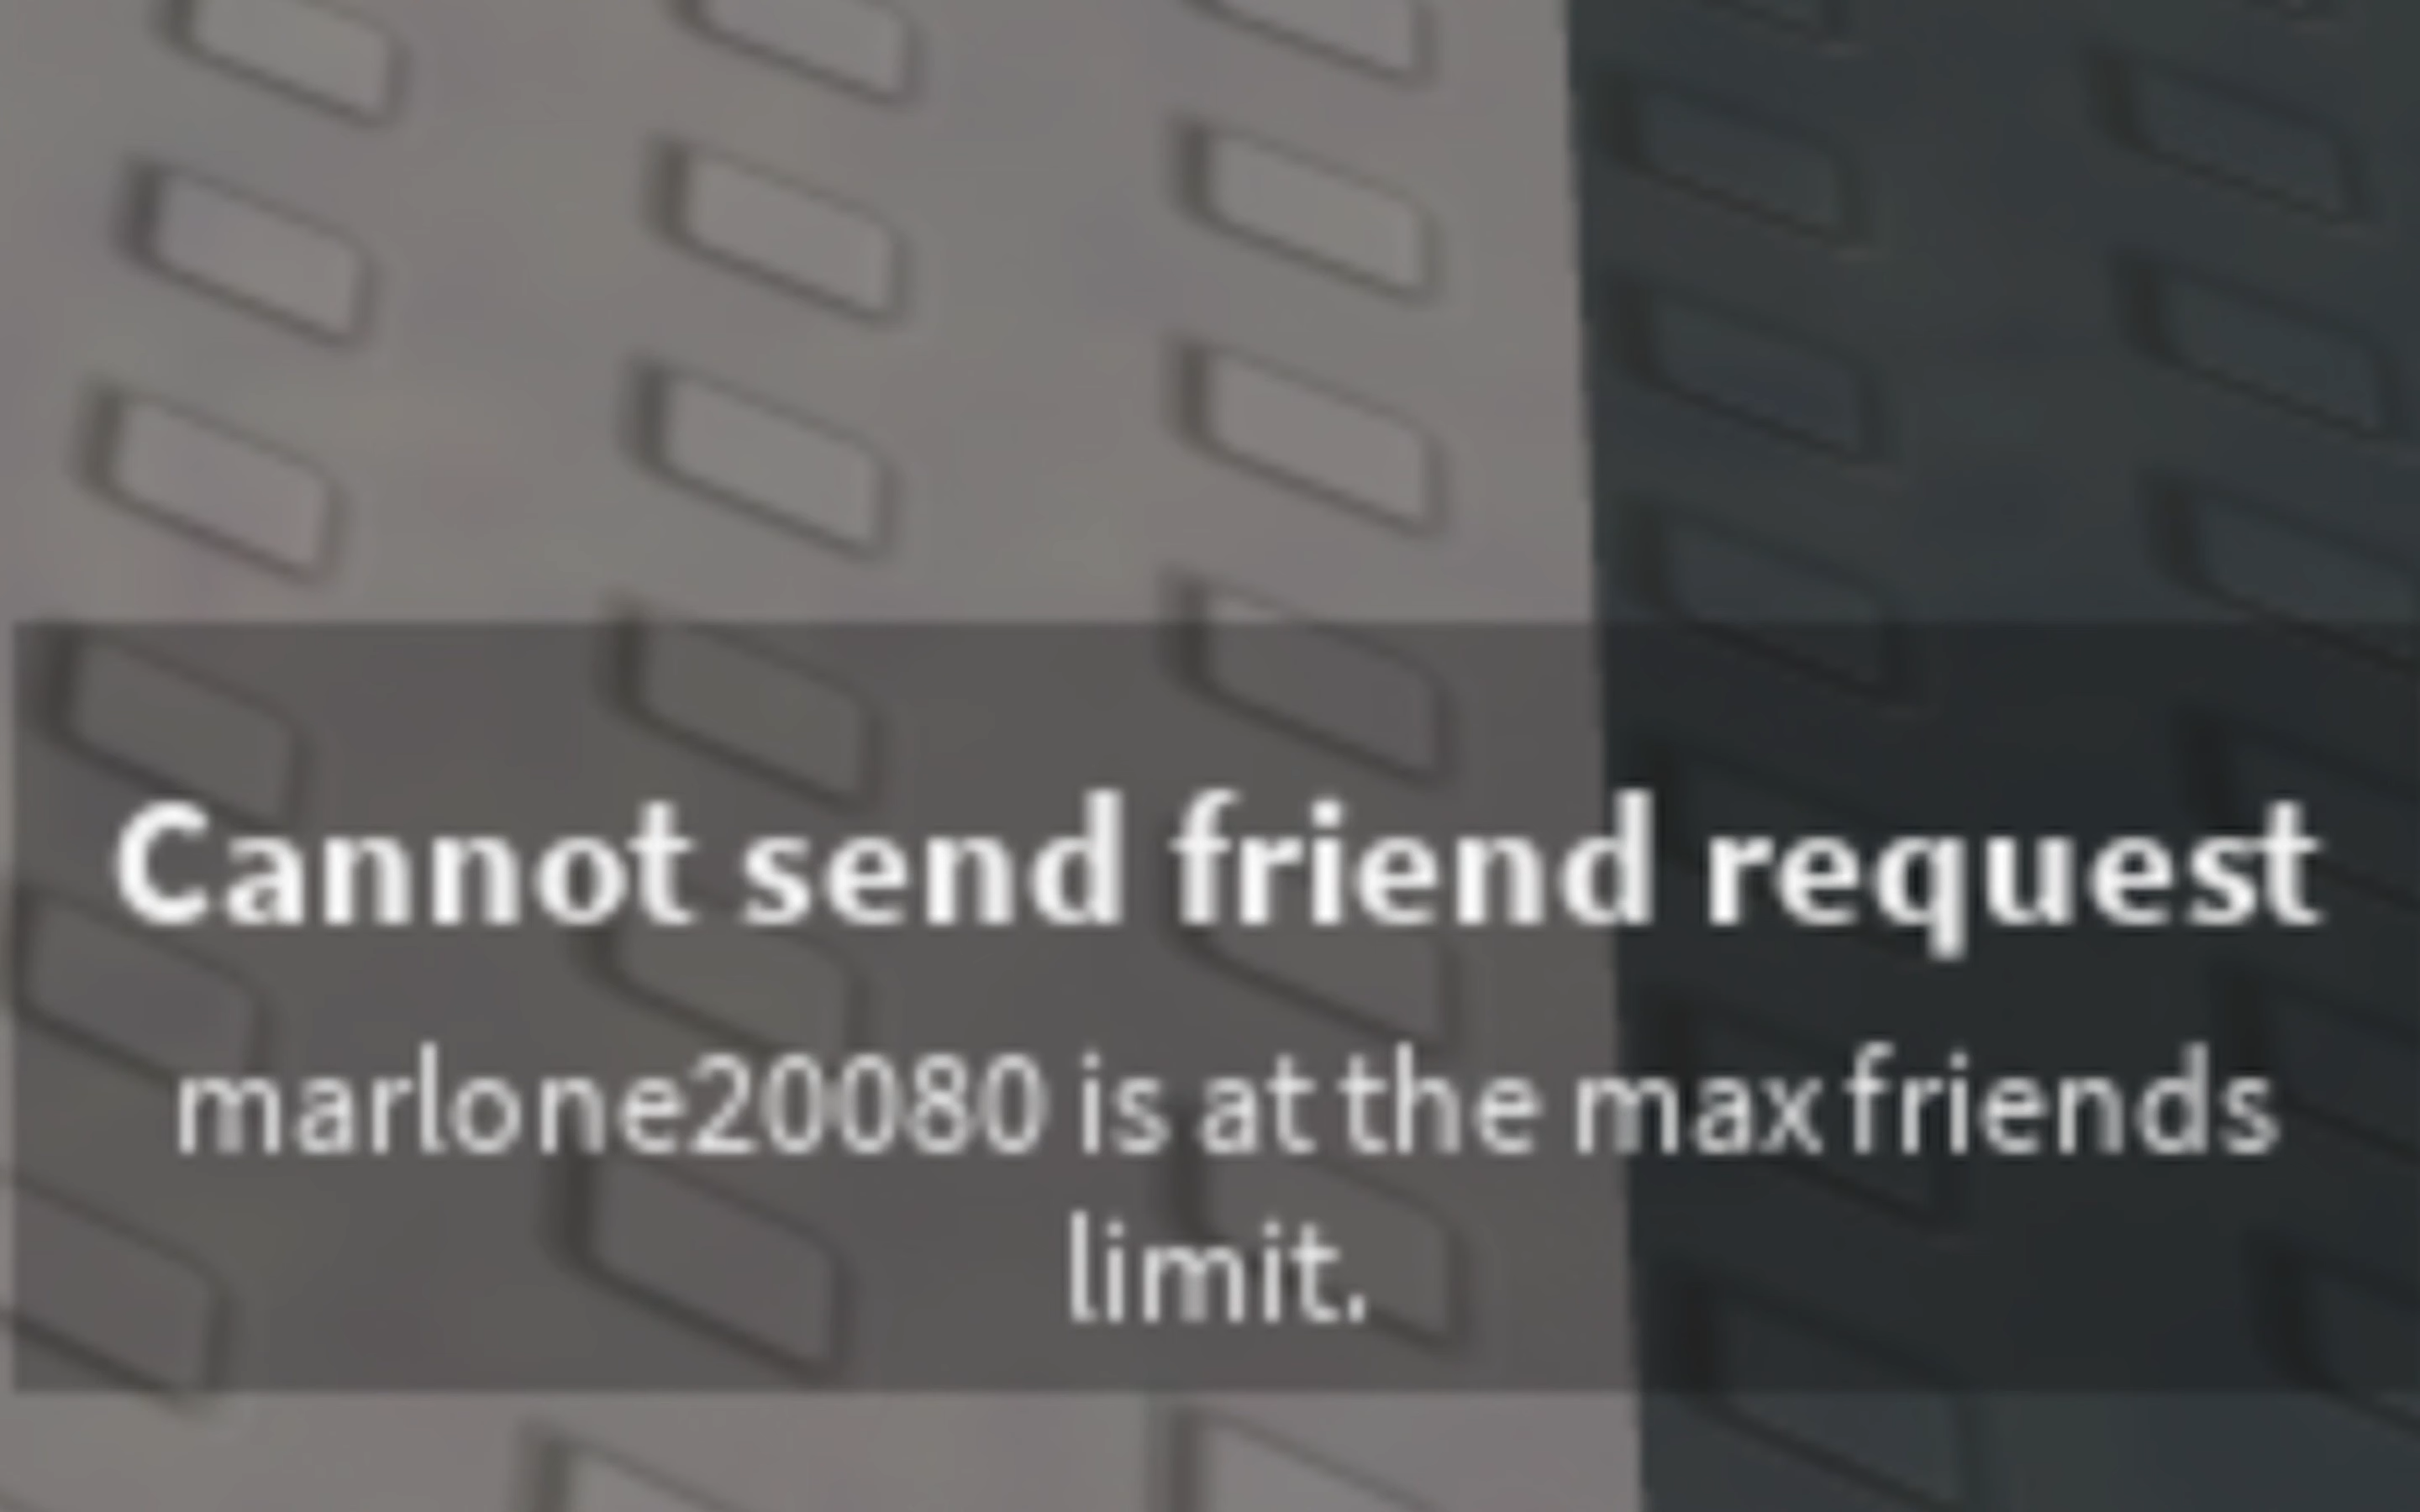 Cannot send friend request
marlone20080 is at the max friends
limit.